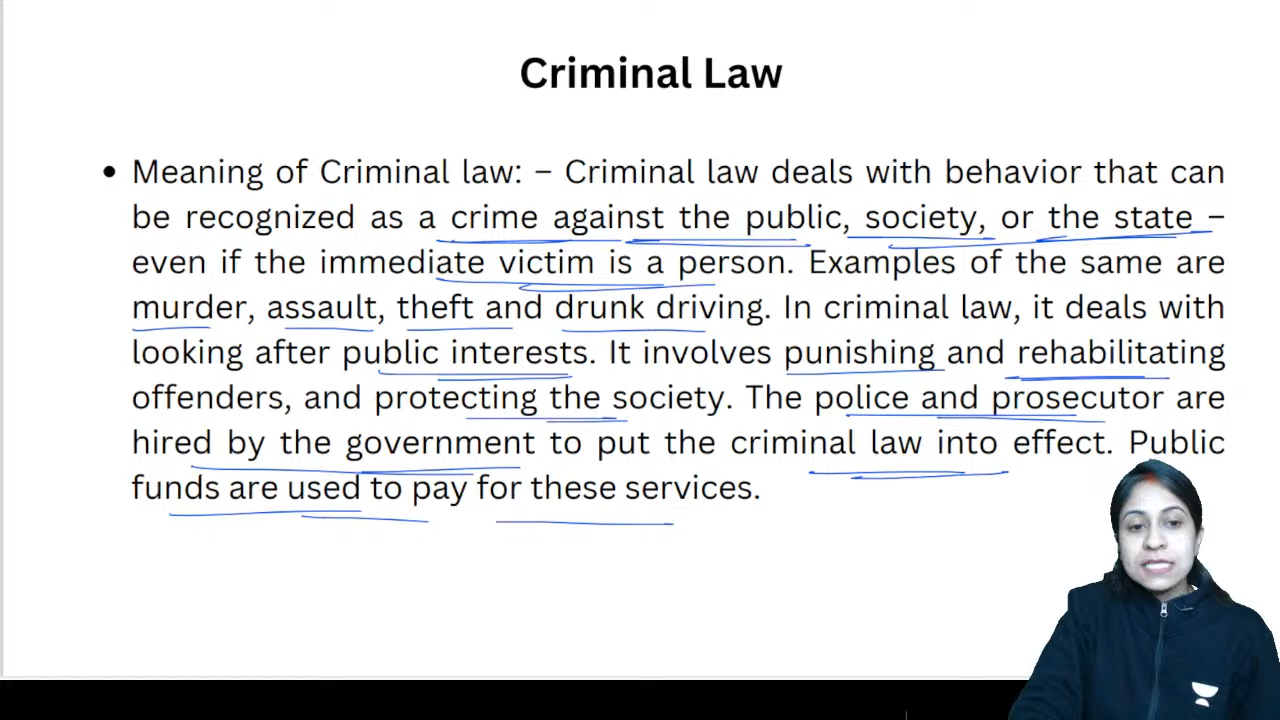 Criminal Law
• Meaning of Criminal law: – Criminal law deals with behavior that can
be recognized as a crime against the public, society, or the state –
even if the immediate victim is a person. Examples of the same are
murder, assault, theft and drunk driving. In criminal law, it deals with
looking after public interests. It involves punishing and rehabilitating
offenders, and protecting the society. The police and prosecutor are
hired by the government to put the criminal law into effect. Public
funds are used to pay for these services.